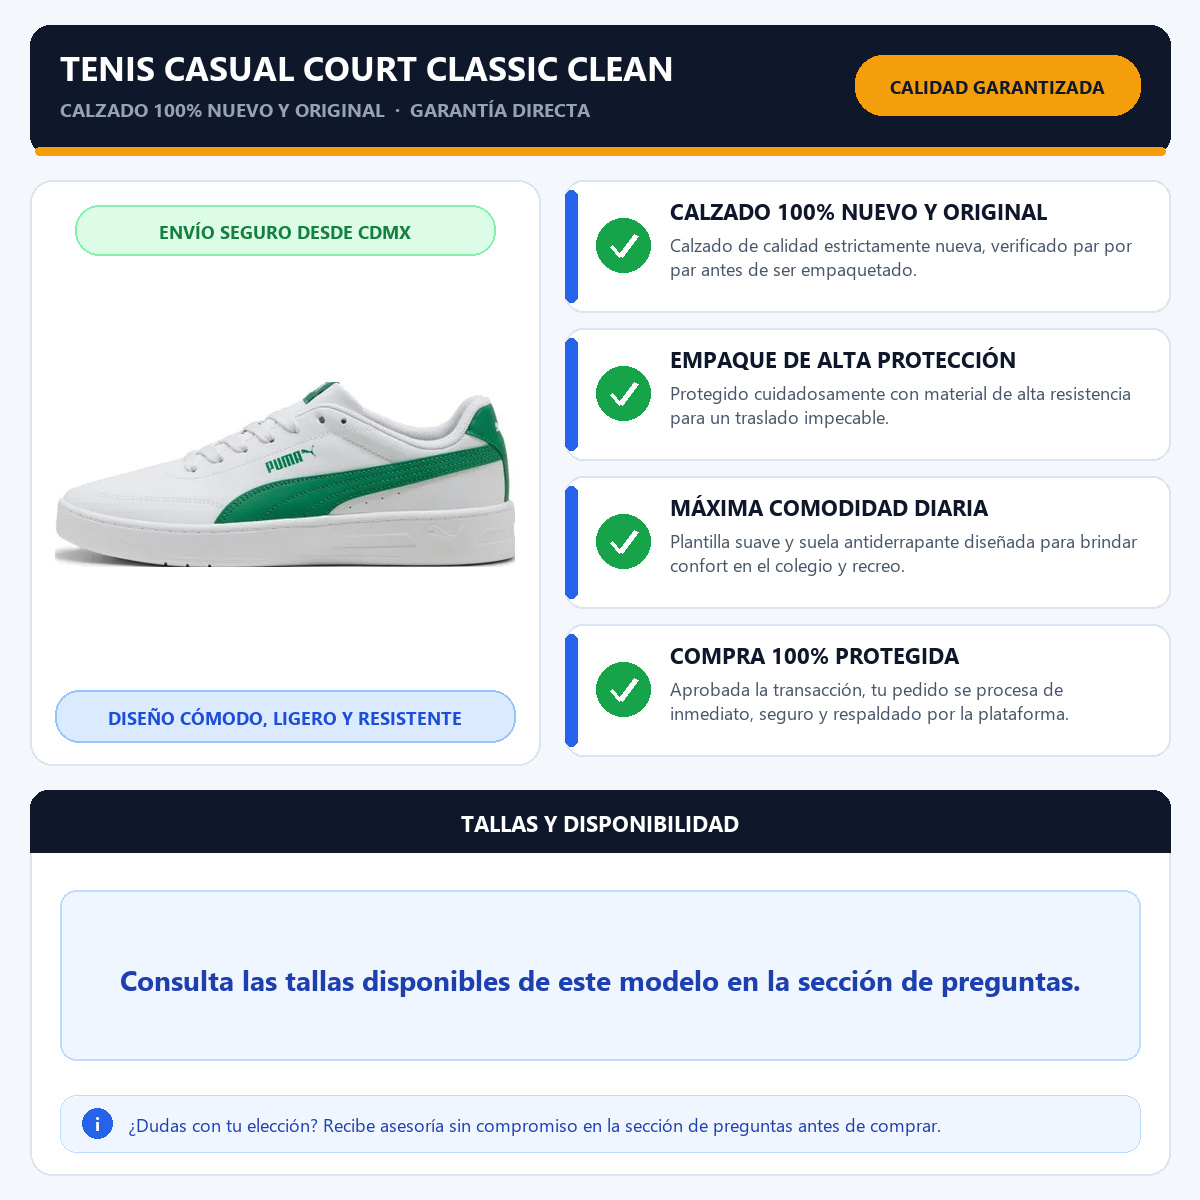 TENIS CASUAL COURT CLASSIC CLEAN
CALZADO 100% NUEVO Y ORIGINAL · GARANTÍA DIRECTA
CALIDAD GARANTIZADA
ENVÍO SEGURO DESDE CDMX
PUMA
DISEÑO CÓMODO, LIGERO Y RESISTENTE
CALZADO 100% NUEVO Y ORIGINAL
Calzado de calidad estrictamente nueva, verificado par por
par antes de ser empaquetado.
EMPAQUE DE ALTA PROTECCIÓN
Protegido cuidadosamente con material de alta resistencia
para un traslado impecable.
MÁXIMA COMODIDAD DIARIA
Plantilla suave y suela antiderrapante diseñada para brindar
confort en el colegio y recreo.
COMPRA 100% PROTEGIDA
Aprobada la transacción, tu pedido se procesa de
inmediato, seguro y respaldado por la plataforma.
TALLAS Y DISPONIBILIDAD
Consulta las tallas disponibles de este modelo en la sección de preguntas.
i
¿Dudas con tu elección? Recibe asesoría sin compromiso en la sección de preguntas antes de comprar.